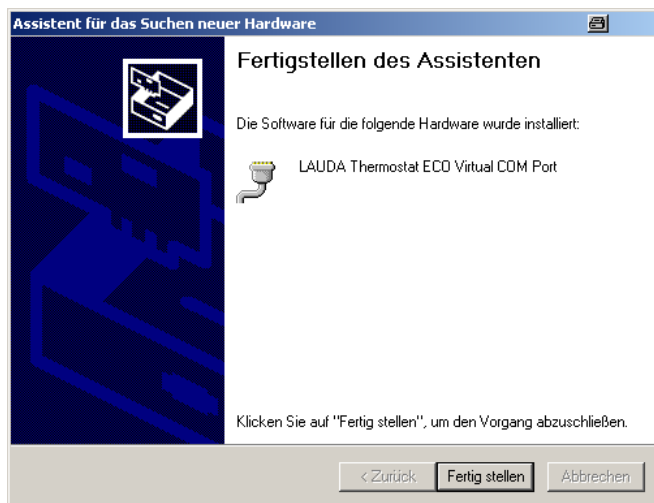 Assistent für das Suchen neuer Hardware
Fertigstellen des Assistenten
Die Software für die folgende Hardware wurde installiert:
LAUDA Thermostat ECO Virtual COM Port
Klicken Sie auf "Fertig stellen", um den Vorgang abzuschließen.
< Zurück Fertig stellen Abbrechen